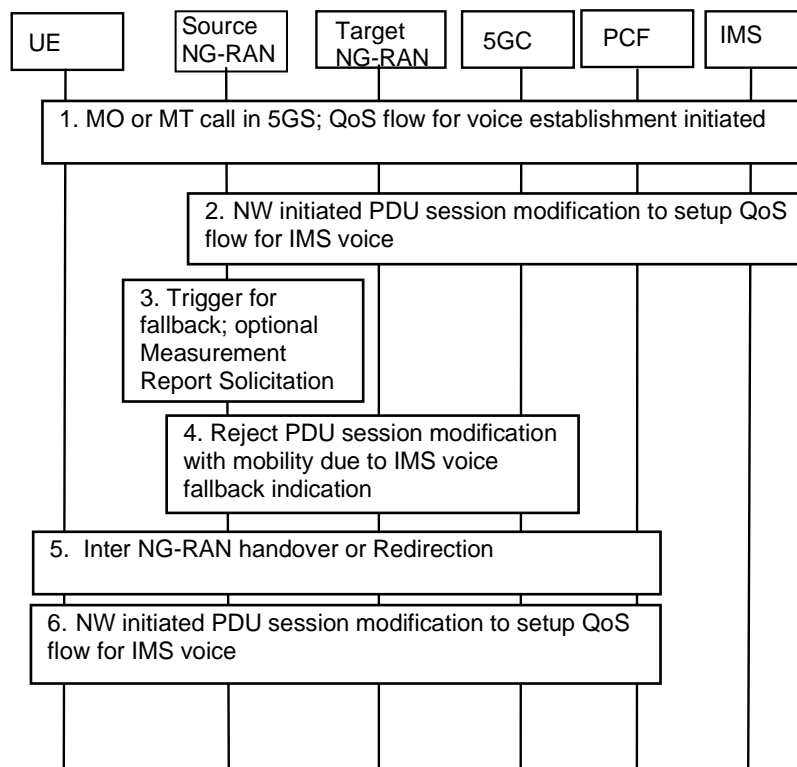 UE
Source
NG-RAN
Target
NG-RAN
5GC
PCF
IMS
1. MO or MT call in 5GS; QoS flow for voice establishment initiated
2. NW initiated PDU session modification to setup QoS
flow for IMS voice
3. Trigger for
fallback; optional
Measurement
Report Solicitation
4. Reject PDU session modification
with mobility due to IMS voice
fallback indication
5. Inter NG-RAN handover or Redirection
6. NW initiated PDU session modification to setup QoS
flow for IMS voice